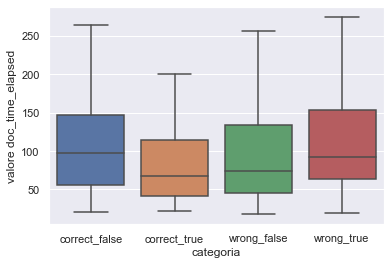 valore doc_time_elapsed
250
200
150
100
50
correct_false correct_true wrong_false wrong_true
categoria